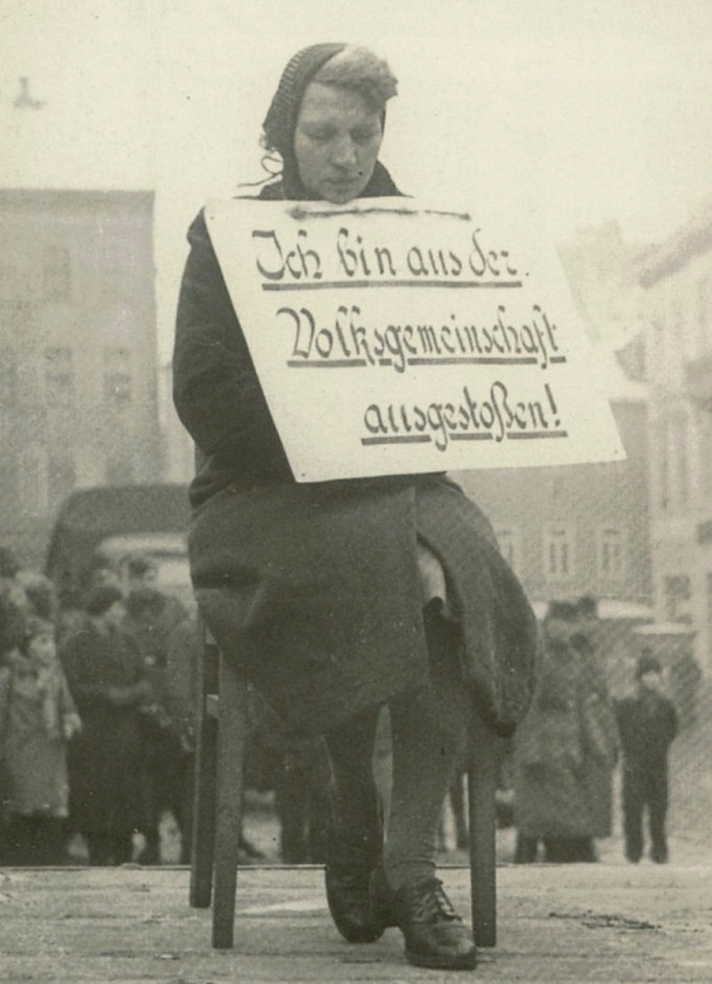 Ich bin aus der
Volksgemeinschaft
ausgestoßen!